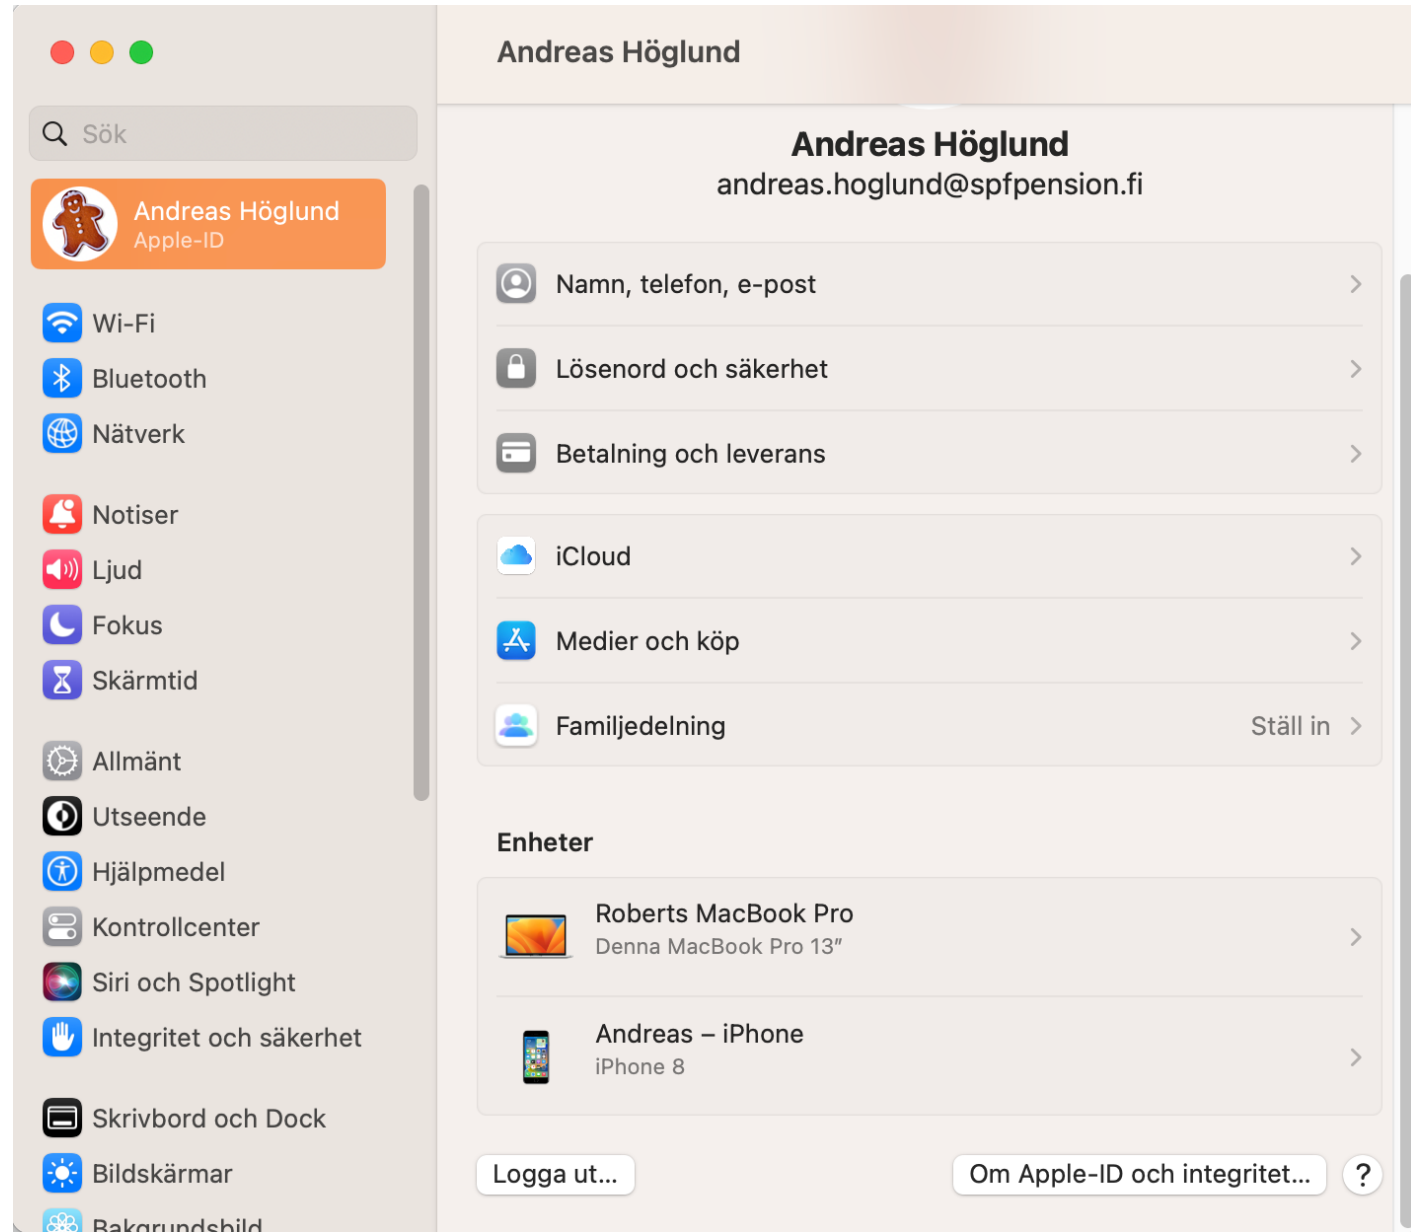 Andreas Höglund
Sök
Andreas Höglund
Apple-ID
Wi-Fi
Bluetooth
Nätverk
Notiser
Ljud
Fokus
Skärmtid
Allmänt
Utseende
Hjälpmedel
Kontrollcenter
Siri och Spotlight
Integritet och säkerhet
Skrivbord och Dock
Bildskärmar
Bakgrundsbild
Andreas Höglund
andreas.hoglund@spfpension.fi
Namn, telefon, e-post
Lösenord och säkerhet
Betalning och leverans
iCloud
Medier och köp
Familjedelning Ställ in
Enheter
Roberts MacBook Pro
Denna MacBook Pro 13″
Andreas – iPhone
iPhone 8
Logga ut... Om Apple-ID och integritet... ?